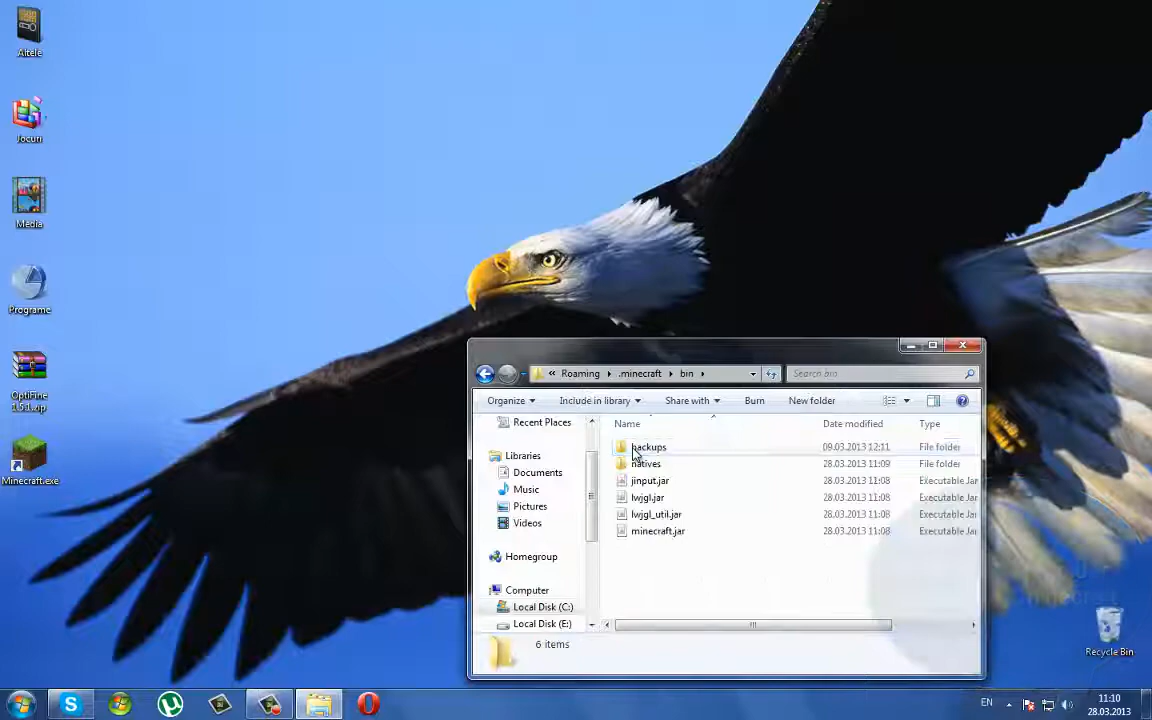 Altele
Jocuri
Media
Programe
OptiFine
1.5.1.zip
Minecraft.exe
« Roaming ▸ .minecraft ▸ bin ▸
Search bin
Organize
Include in library
Share with
Burn
New folder
Recent Places
Libraries
Documents
Music
Pictures
Videos
Homegroup
Computer
Local Disk (C:)
Local Disk (E:)
Name Date modified Type
backups 09.03.2013 12:11 File folder
natives 28.03.2013 11:09 File folder
jinput.jar 28.03.2013 11:08 Executable Jar
lwjgl.jar 28.03.2013 11:08 Executable Jar
lwjgl_util.jar 28.03.2013 11:08 Executable Jar
minecraft.jar 28.03.2013 11:08 Executable Jar
6 items
Recycle Bin
EN
11:10
28.03.2013